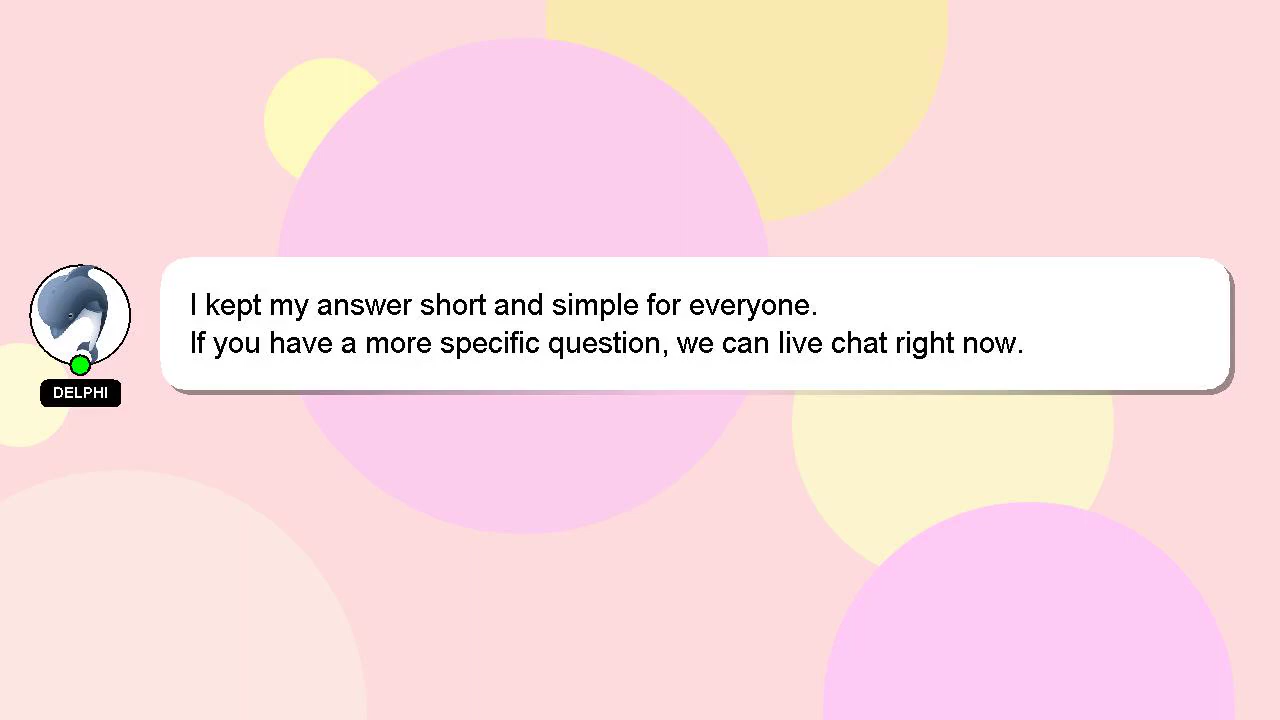 I kept my answer short and simple for everyone.
If you have a more specific question, we can live chat right now.
DELPHI